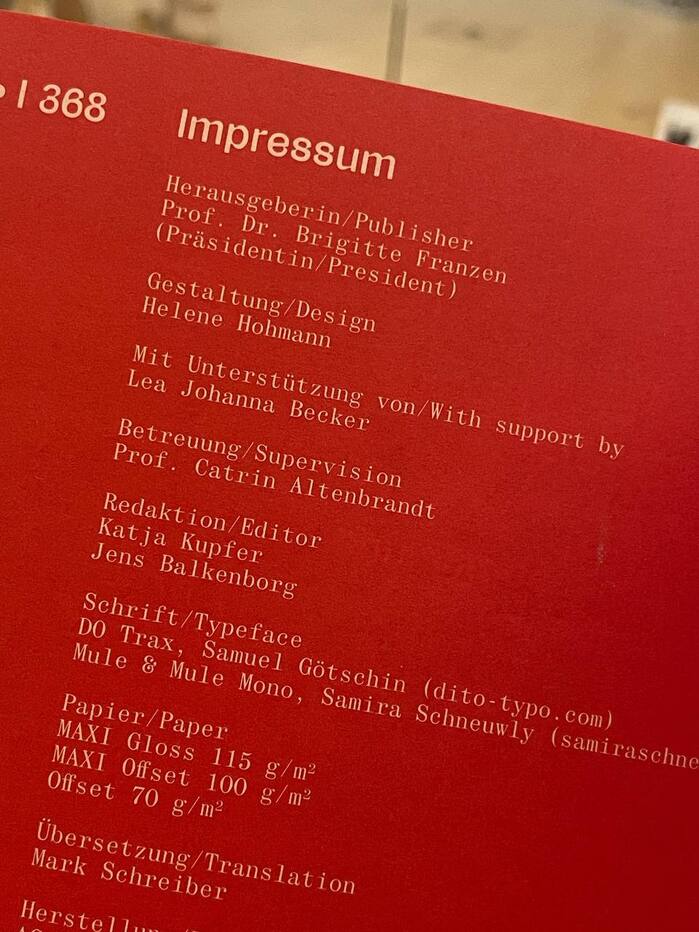 I 368
Impressum
Herausgeberin/Publisher
Prof. Dr. Brigitte Franzen
(Präsidentin/President)
Gestaltung/Design
Helene Hohmann
Mit Unterstützung von/With support by
Lea Johanna Becker
Betreuung/Supervision
Prof. Catrin Altenbrandt
Redaktion/Editor
Katja Kupfer
Jens Balkenborg
Schrift/Typeface
DO Trax, Samuel Götschin (dito-typo.com)
Mule & Mule Mono, Samira Schneuwly (samiraschne
Papier/Paper
MAXI Gloss 115 g/m²
MAXI Offset 100 g/m²
Offset 70 g/m²
Übersetzung/Translation
Mark Schreiber